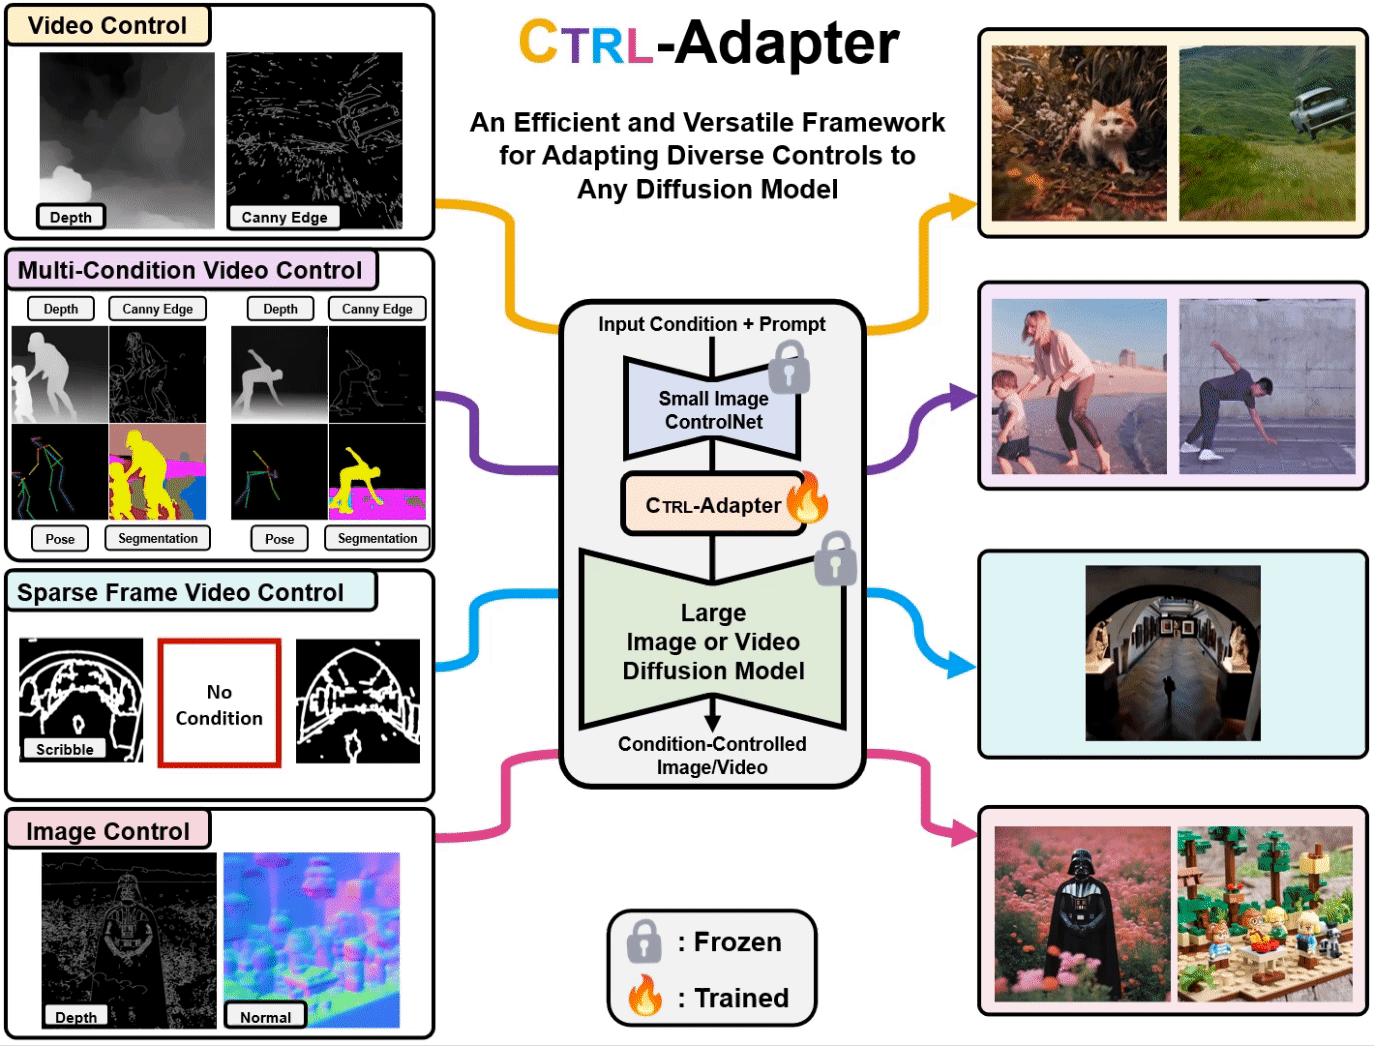 CTRL-Adapter
An Efficient and Versatile Framework
for Adapting Diverse Controls to
Any Diffusion Model
Video Control
Depth
Canny Edge
Multi-Condition Video Control
Depth
Canny Edge
Depth
Canny Edge
Pose
Segmentation
Pose
Segmentation
Sparse Frame Video Control
Scribble
No
Condition
Image Control
Depth
Normal
Input Condition + Prompt
Small Image
ControlNet
CTRL-Adapter
Large
Image or Video
Diffusion Model
Condition-Controlled
Image/Video
: Frozen
: Trained